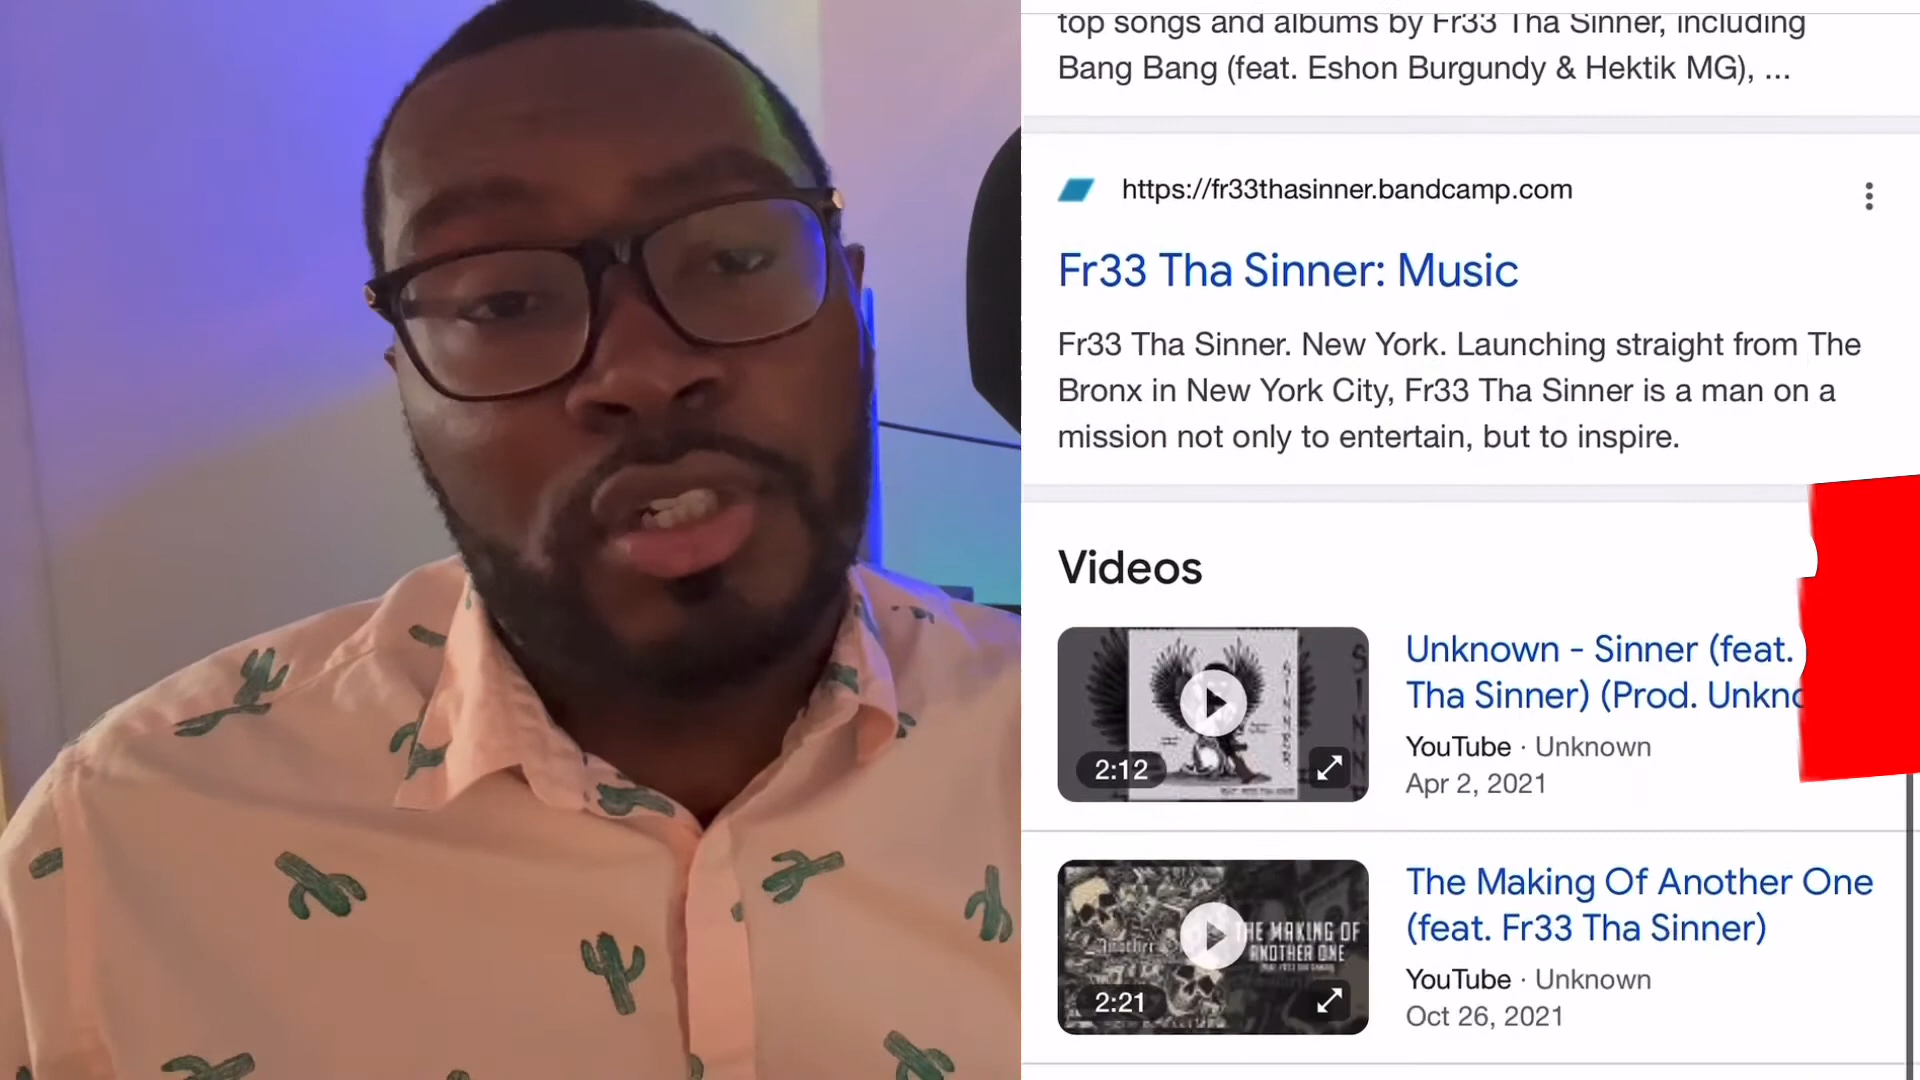 top songs and albums by Fr33 Tha Sinner, including
Bang Bang (feat. Eshon Burgundy & Hektik MG), ...
https://fr33thasinner.bandcamp.com
Fr33 Tha Sinner: Music
Fr33 Tha Sinner. New York. Launching straight from The
Bronx in New York City, Fr33 Tha Sinner is a man on a
mission not only to entertain, but to inspire.
Videos
Unknown - Sinner (feat.
Tha Sinner) (Prod.
YouTube · Unknown
Apr 2, 2021
2:12
The Making Of Another One
(feat. Fr33 Tha Sinner)
YouTube · Unknown
Oct 26, 2021
Another
THE MAKING OF
ANOTHER ONE
2:21